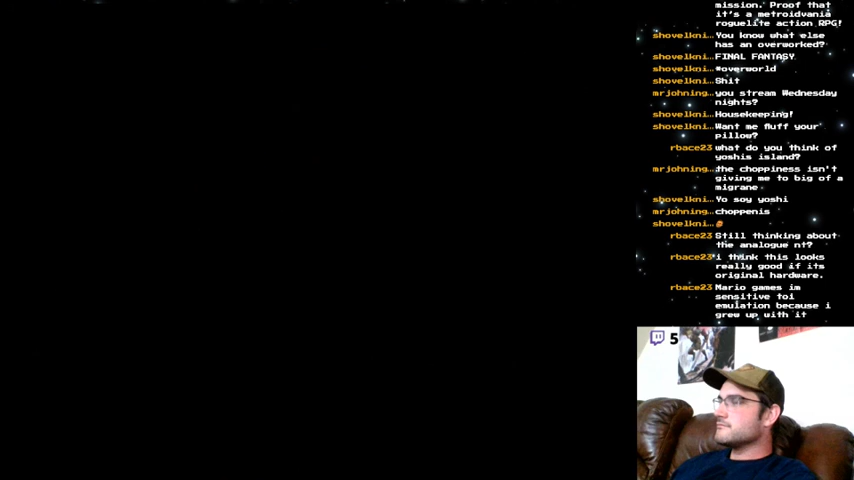 mission. Proof that
it's a metroidvania
roguelite action RPG!
shovelkni… You know what else
has an overworked?
shovelkni… FINAL FANTASY
shovelkni… *overworld
shovelkni… Shit
mrjohning… you stream Wednesday
nights?
shovelkni… Housekeeping!
shovelkni… Want me fluff your
pillow?
rbace23 what do you think of
yoshis island?
mrjohning… the choppiness isn't
giving me to big of a
migrane
shovelkni… Yo soy yoshi
mrjohning… choppenis
shovelkni…
rbace23 Still thinking about
the analogue nt?
rbace23 i think this looks
really good if its
original hardware.
rbace23 Mario games im
sensitive toi
emulation because i
grew up with it
5